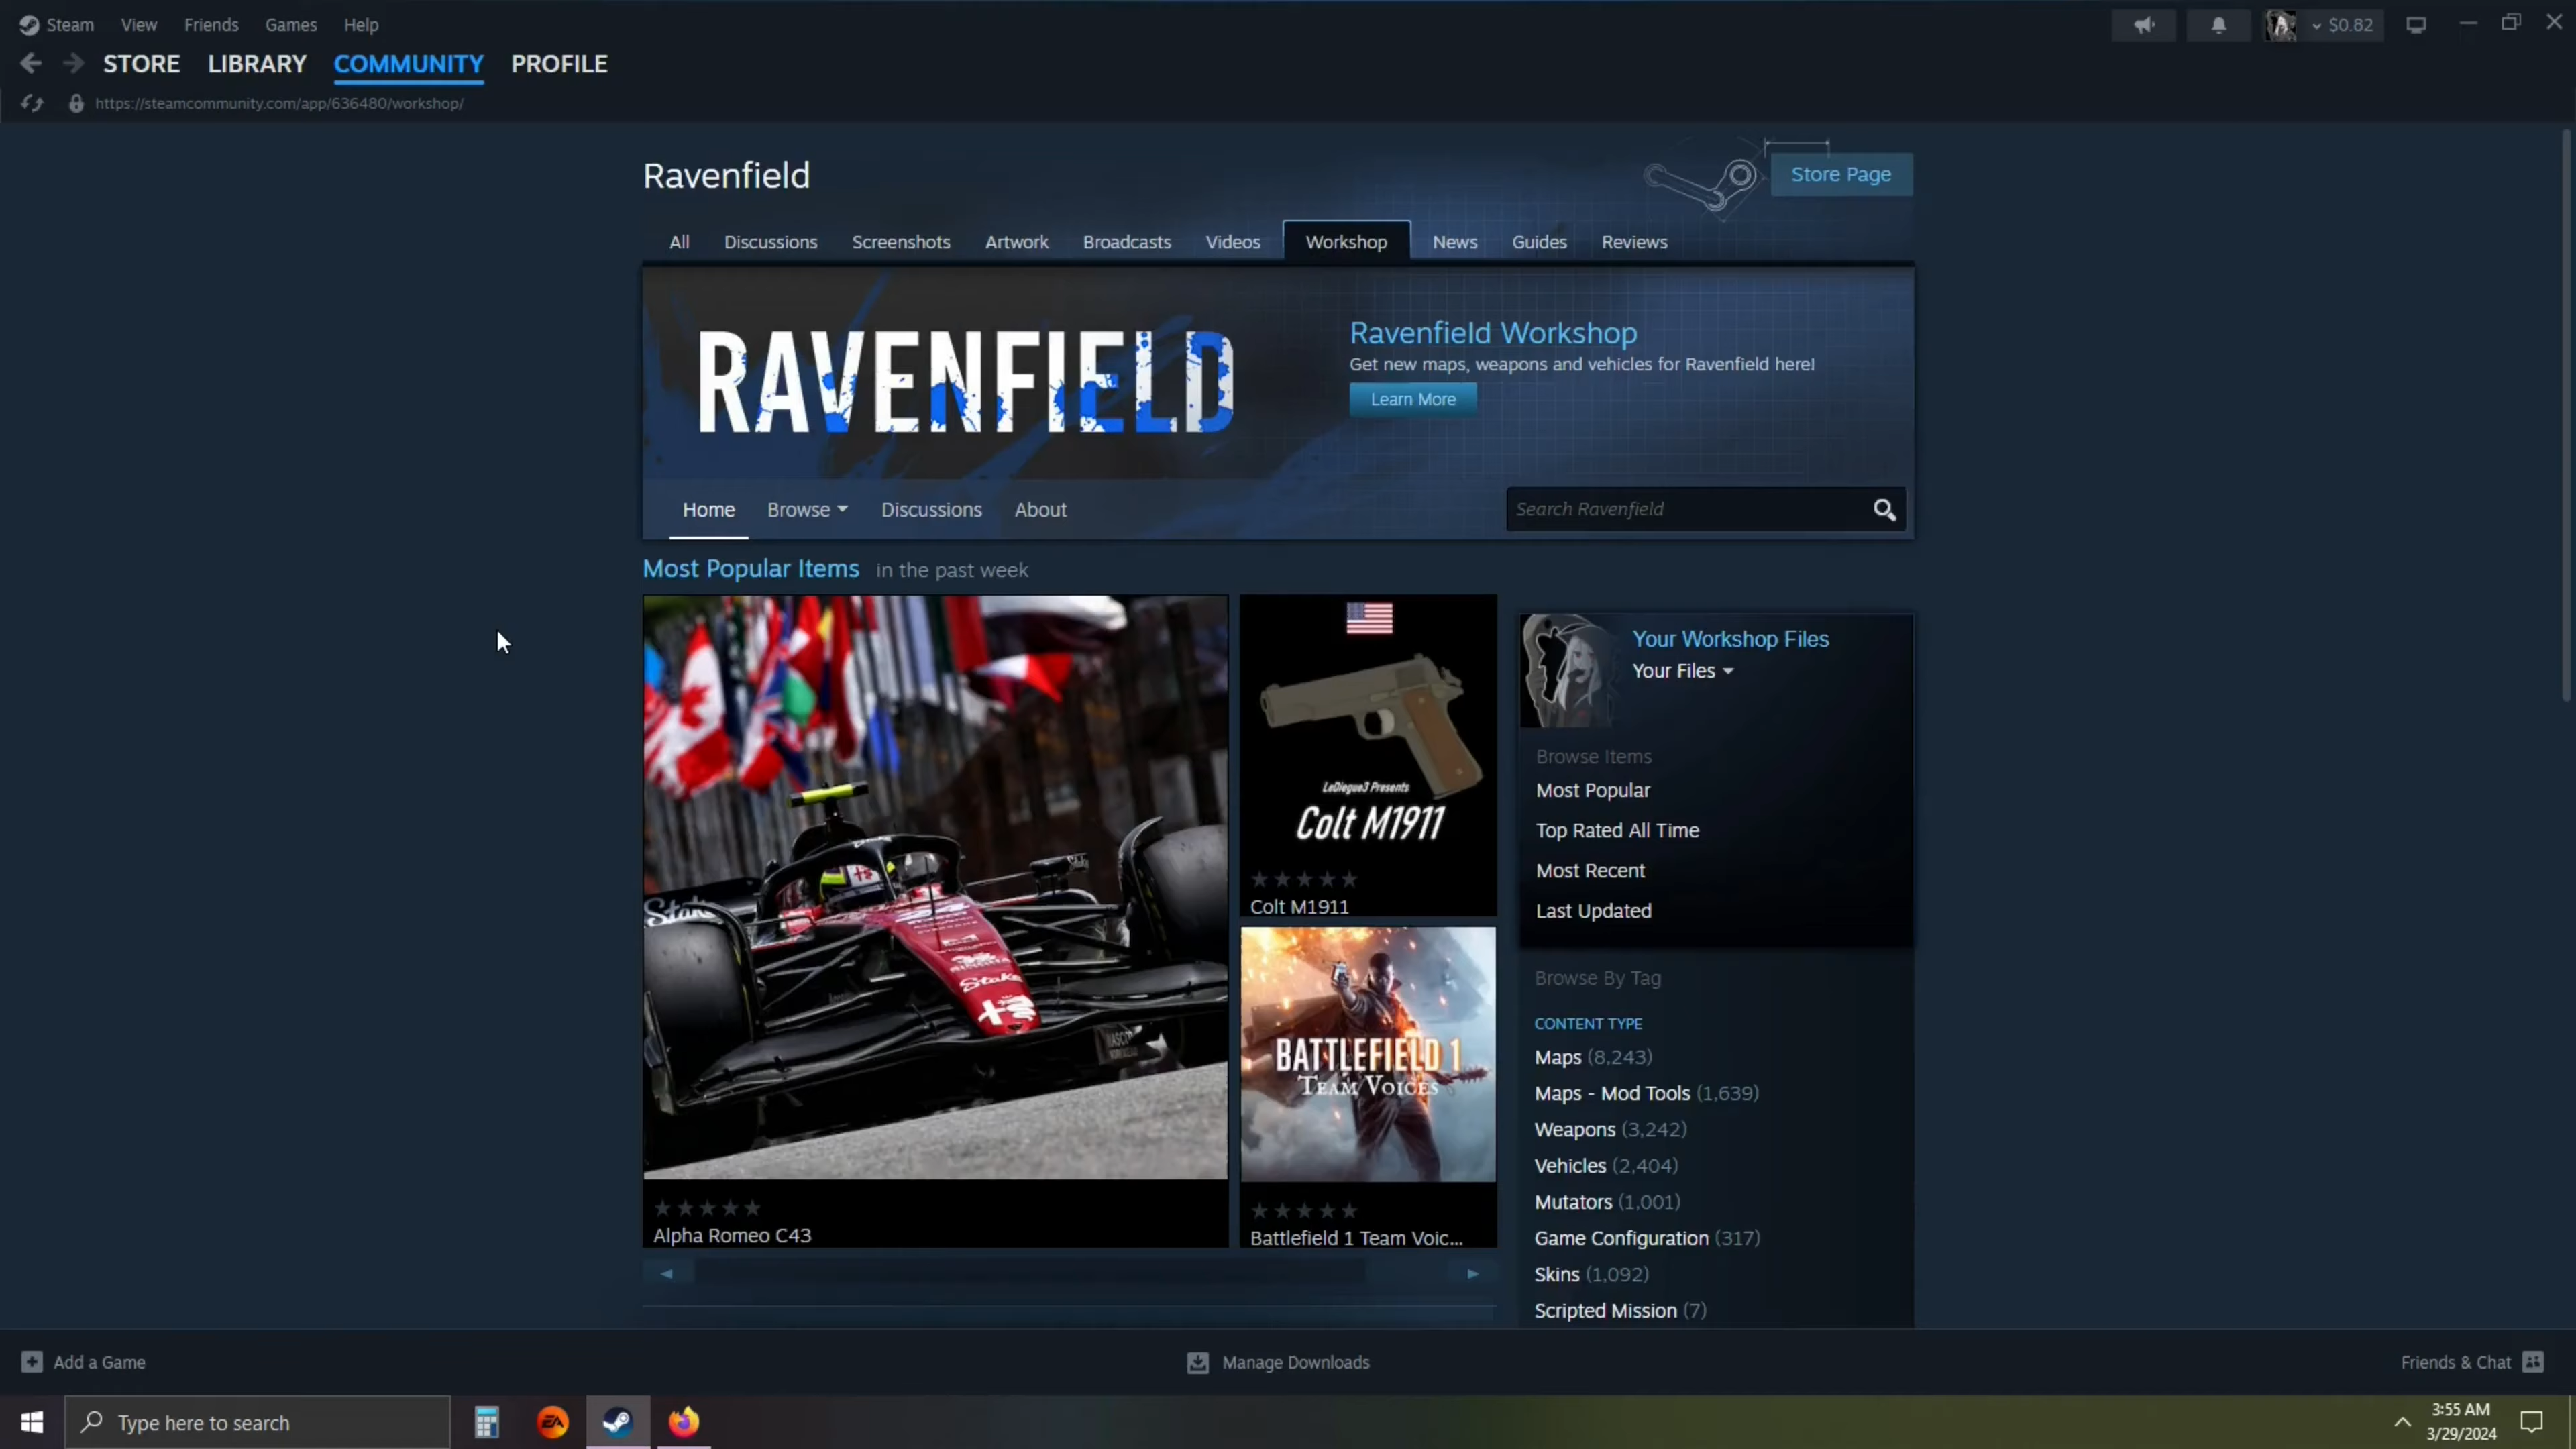 Steam View Friends Games Help
$0.82
STORE LIBRARY COMMUNITY PROFILE
https://steamcommunity.com/app/636480/workshop/
Ravenfield
Store Page
All Discussions Screenshots Artwork Broadcasts Videos Workshop News Guides Reviews
RAVENFIELD
Ravenfield Workshop
Get new maps, weapons and vehicles for Ravenfield here!
Learn More
Home Browse Discussions About
Search Ravenfield
Most Popular Items in the past week
Stake
Stake
Alpha Romeo C43
LeDiegue3 Presents
Colt M1911
Colt M1911
BATTLEFIELD 1
TEAM VOICES
Battlefield 1 Team Voic...
Your Workshop Files
Your Files
Browse Items
Most Popular
Top Rated All Time
Most Recent
Last Updated
Browse By Tag
CONTENT TYPE
Maps (8,243)
Maps - Mod Tools (1,639)
Weapons (3,242)
Vehicles (2,404)
Mutators (1,001)
Game Configuration (317)
Skins (1,092)
Scripted Mission (7)
Add a Game
Manage Downloads
Friends & Chat
Type here to search
EA
3:55 AM
3/29/2024